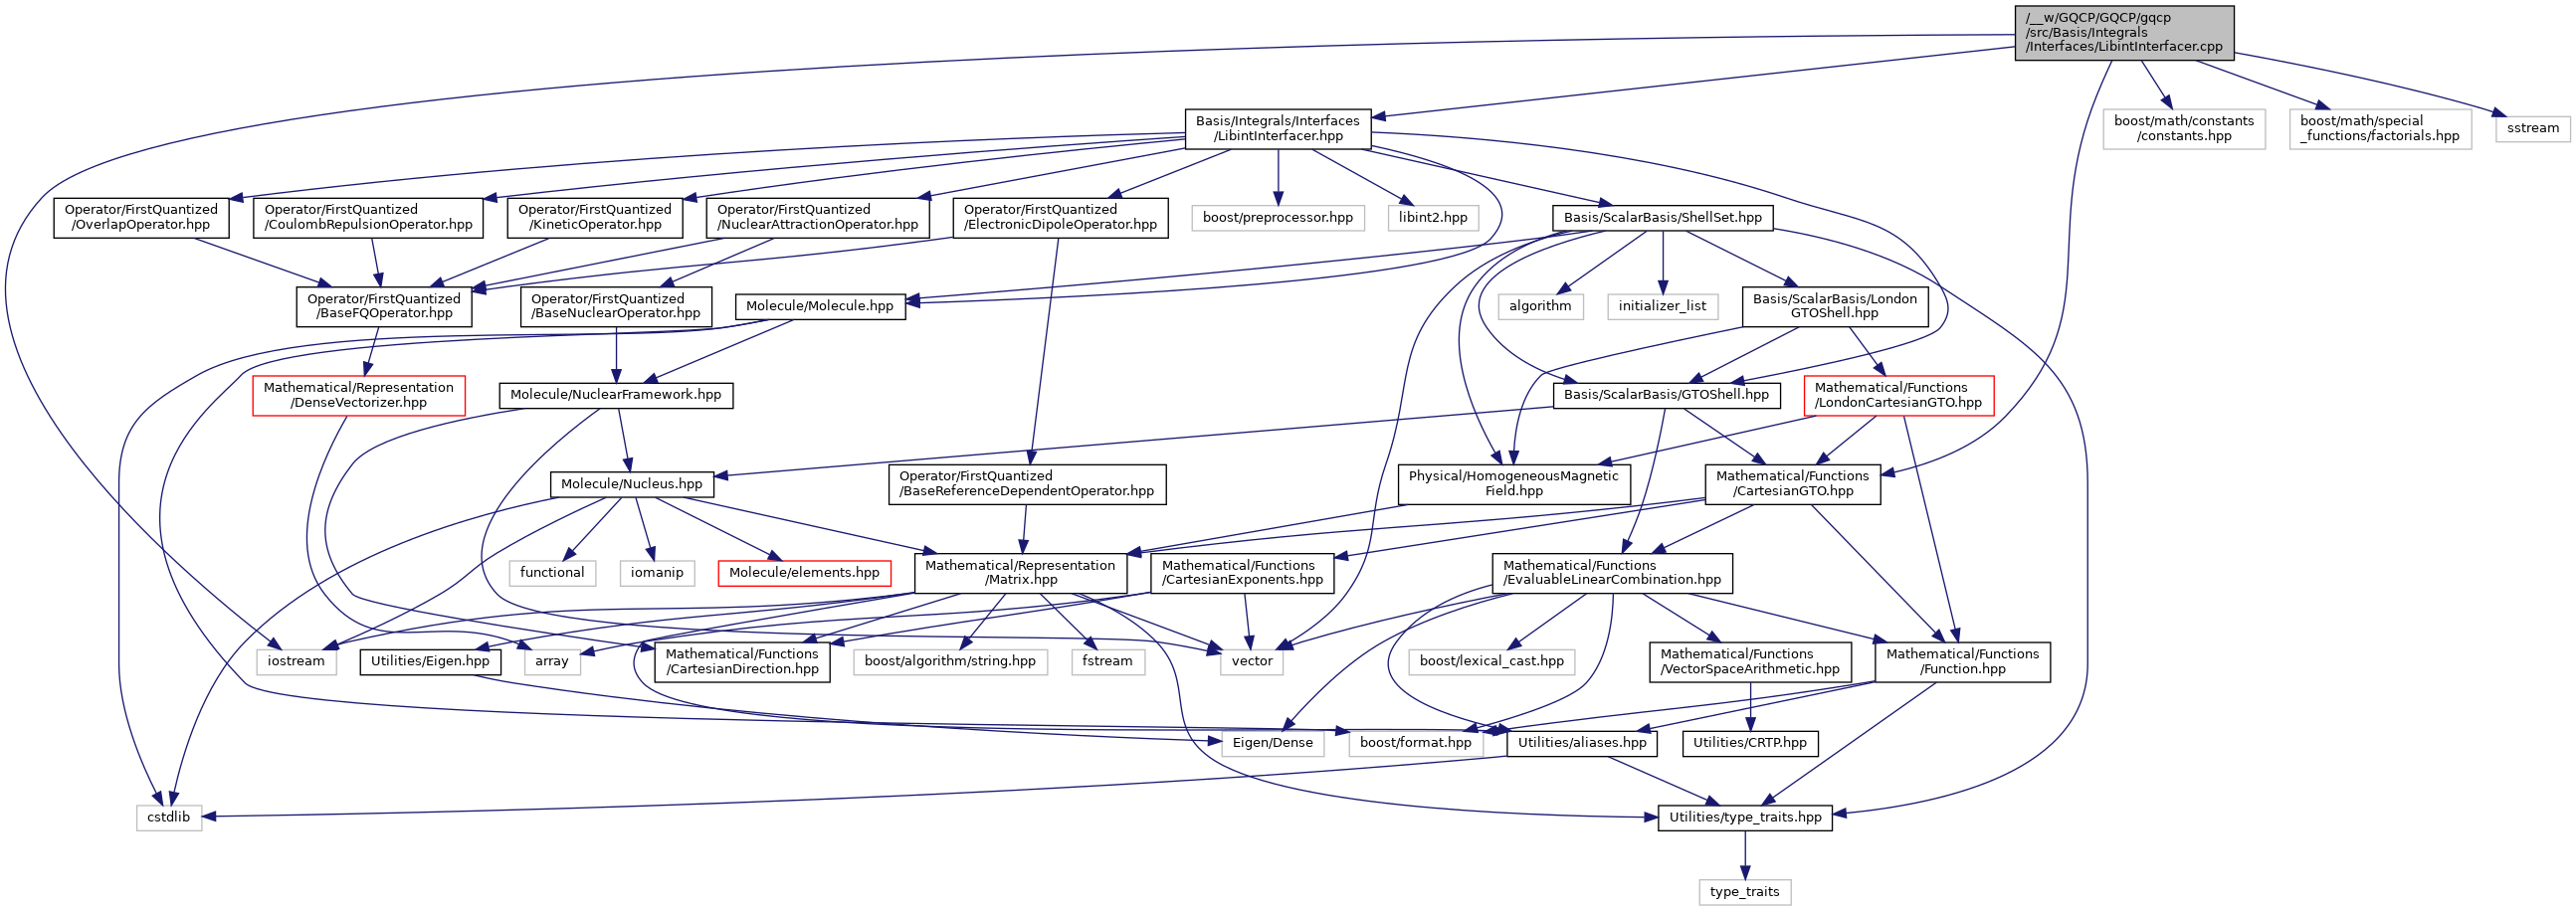 /__w/GQCP/GQCP/gqcp
/src/Basis/Integrals
/Interfaces/LibintInterfacer.cpp
Basis/Integrals/Interfaces
/LibintInterfacer.hpp
boost/math/constants
/constants.hpp
boost/math/special
_functions/factorials.hpp
sstream
Operator/FirstQuantized
/OverlapOperator.hpp
Operator/FirstQuantized
/CoulombRepulsionOperator.hpp
Operator/FirstQuantized
/KineticOperator.hpp
Operator/FirstQuantized
/NuclearAttractionOperator.hpp
Operator/FirstQuantized
/ElectronicDipoleOperator.hpp
boost/preprocessor.hpp
libint2.hpp
Basis/ScalarBasis/ShellSet.hpp
Operator/FirstQuantized
/BaseFQOperator.hpp
Operator/FirstQuantized
/BaseNuclearOperator.hpp
Molecule/Molecule.hpp
algorithm
initializer_list
Basis/ScalarBasis/London
GTOShell.hpp
Mathematical/Representation
/DenseVectorizer.hpp
Molecule/NuclearFramework.hpp
Basis/ScalarBasis/GTOShell.hpp
Mathematical/Functions
/LondonCartesianGTO.hpp
Molecule/Nucleus.hpp
Operator/FirstQuantized
/BaseReferenceDependentOperator.hpp
Physical/HomogeneousMagnetic
Field.hpp
Mathematical/Functions
/CartesianGTO.hpp
functional
iomanip
Molecule/elements.hpp
Mathematical/Representation
/Matrix.hpp
Mathematical/Functions
/CartesianExponents.hpp
Mathematical/Functions
/EvaluableLinearCombination.hpp
iostream
Utilities/Eigen.hpp
array
Mathematical/Functions
/CartesianDirection.hpp
boost/algorithm/string.hpp
fstream
vector
boost/lexical_cast.hpp
Mathematical/Functions
/VectorSpaceArithmetic.hpp
Mathematical/Functions
/Function.hpp
Eigen/Dense
boost/format.hpp
Utilities/aliases.hpp
Utilities/CRTP.hpp
cstdlib
Utilities/type_traits.hpp
type_traits